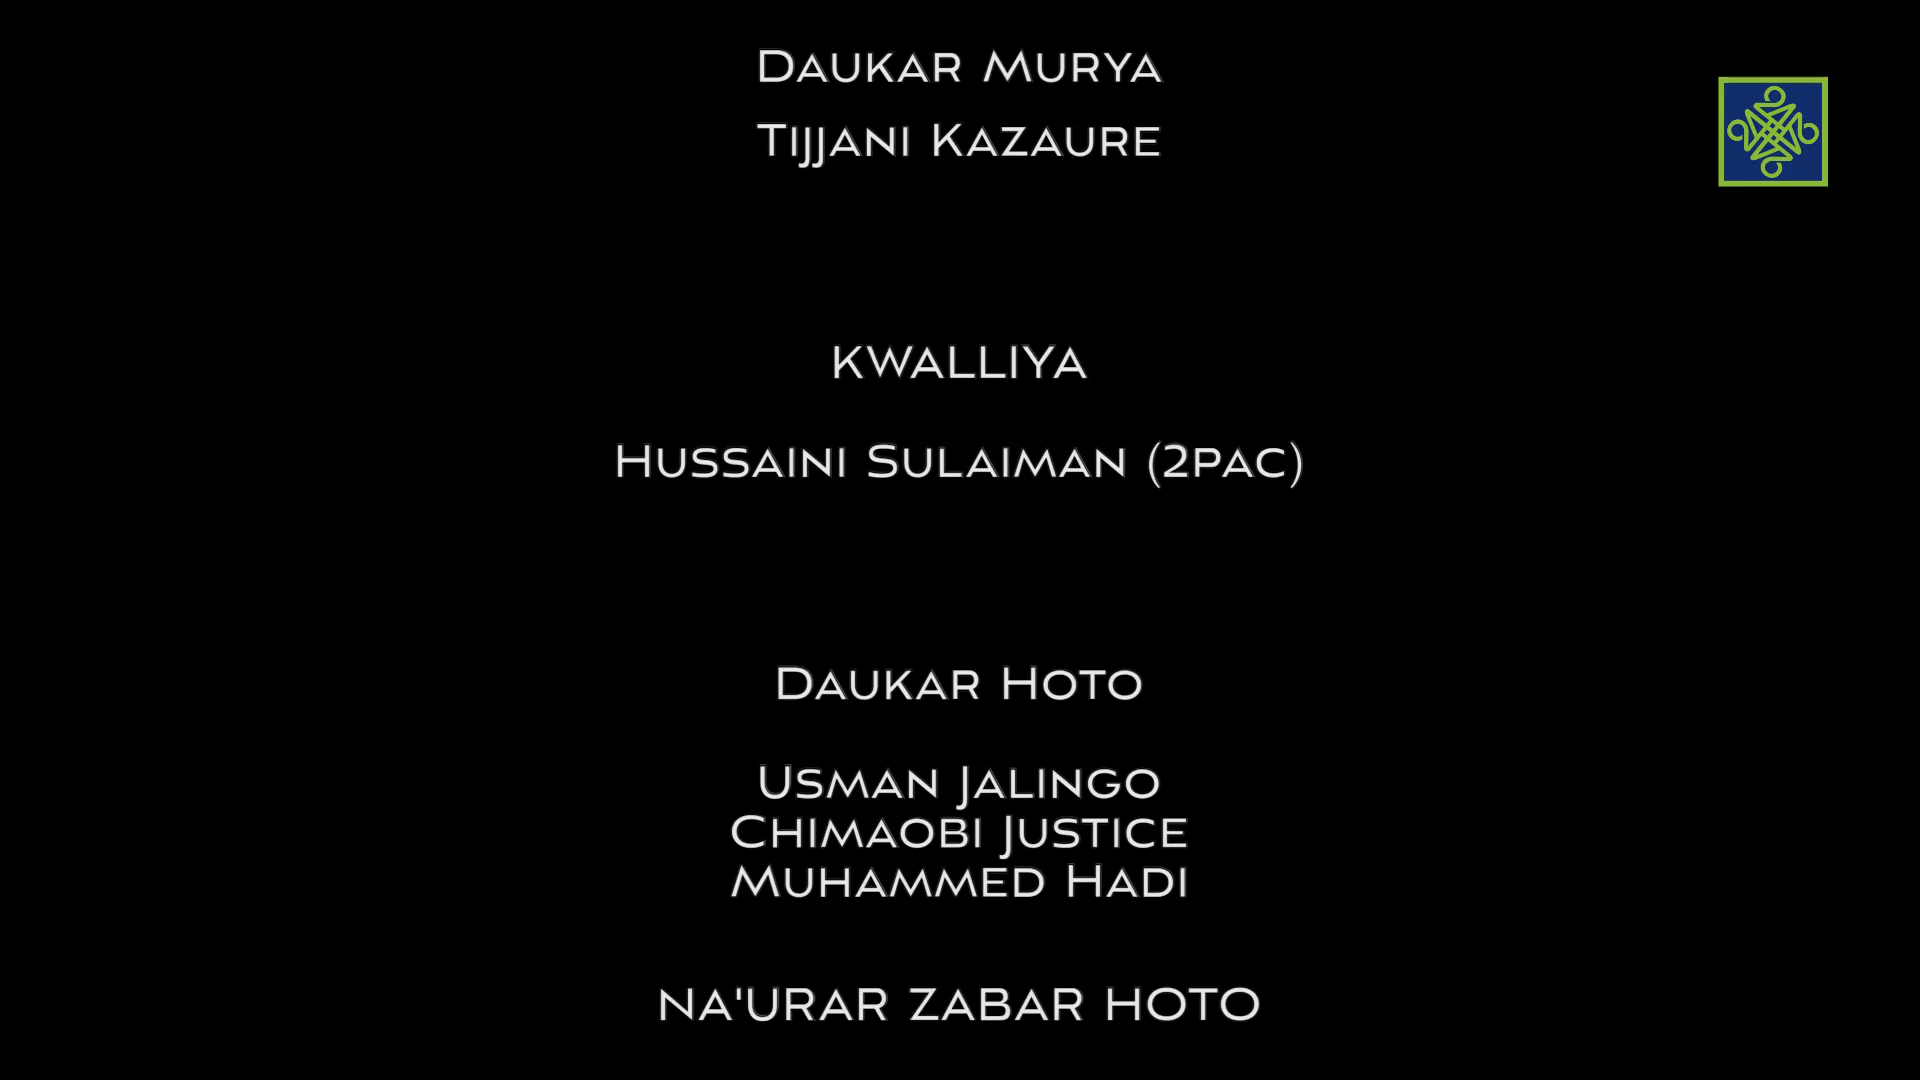 Daukar Murya
Tijjani Kazaure
KWALLIYA
Hussaini Sulaiman (2pac)
Daukar Hoto
Usman Jalingo
Chimaobi Justice
Muhammed Hadi
NA'URAR ZABAR HOTO